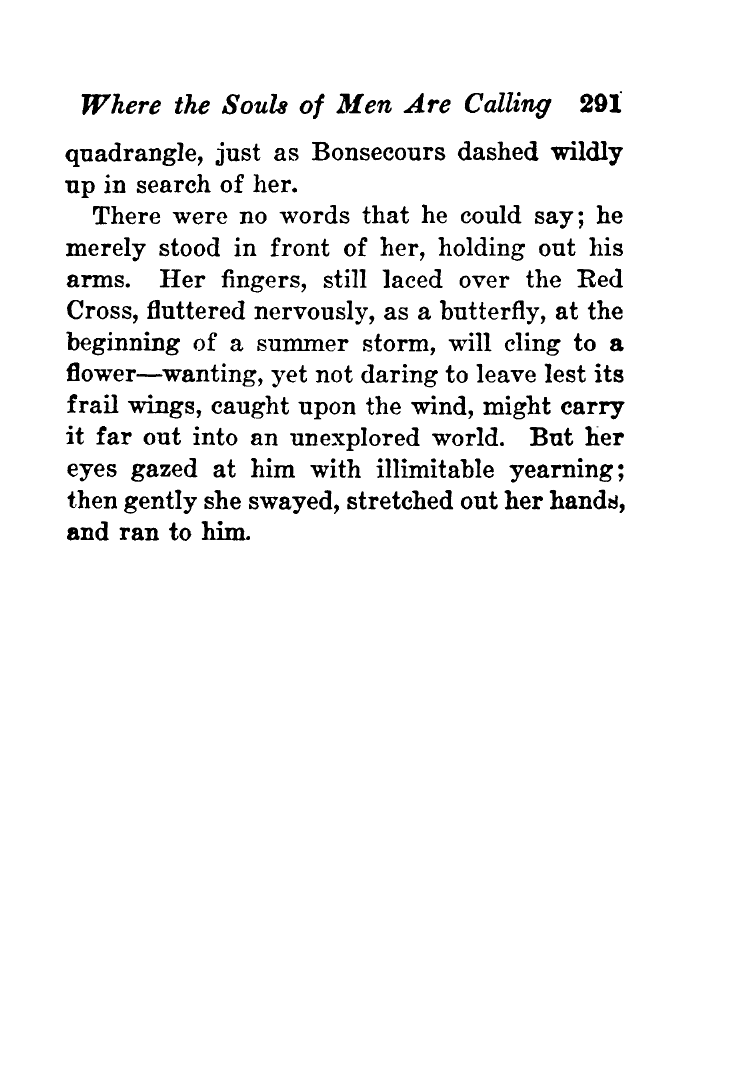 Where the Souls of Men Are Calling 291
quadrangle, just as Bonsecours dashed wildly
up in search of her.
There were no words that he could say; he
merely stood in front of her, holding out his
arms. Her fingers, still laced over the Red
Cross, fluttered nervously, as a butterfly, at the
beginning of a summer storm, will cling to a
flower—wanting, yet not daring to leave lest its
frail wings, caught upon the wind, might carry
it far out into an unexplored world. But her
eyes gazed at him with illimitable yearning;
then gently she swayed, stretched out her hands,
and ran to him.